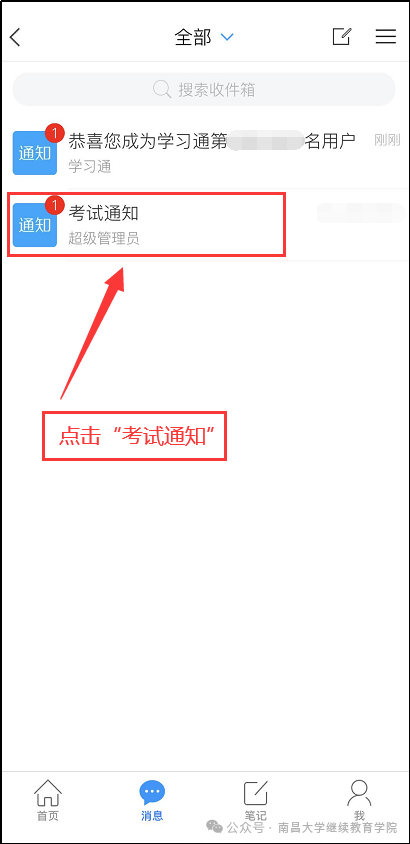 全部
搜索收件箱
通知
1
恭喜您成为学习通第 名用户
刚刚
学习通
通知
1
考试通知
超级管理员
点击“考试通知”
首页
消息
笔记
我
公众号·南昌大学继续教育学院